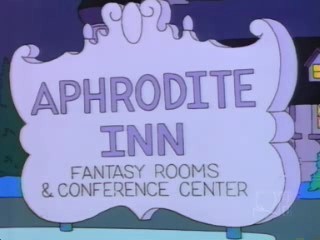 APHRODITE
INN
FANTASY ROOMS
& CONFERENCE CENTER